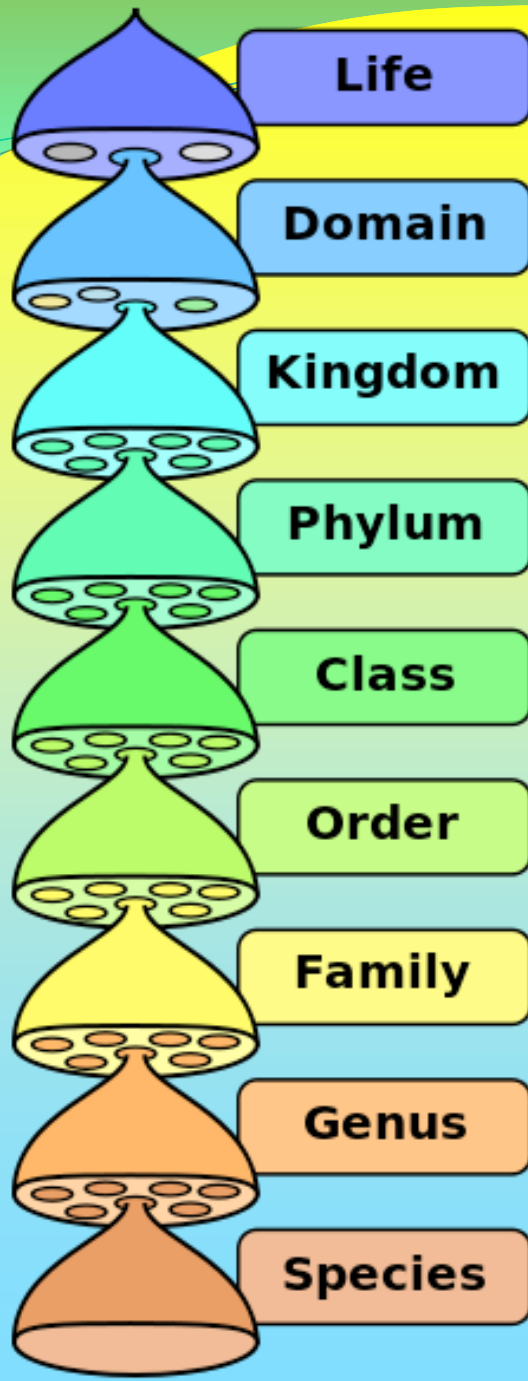 Life
Domain
Kingdom
Phylum
Class
Order
Family
Genus
Species